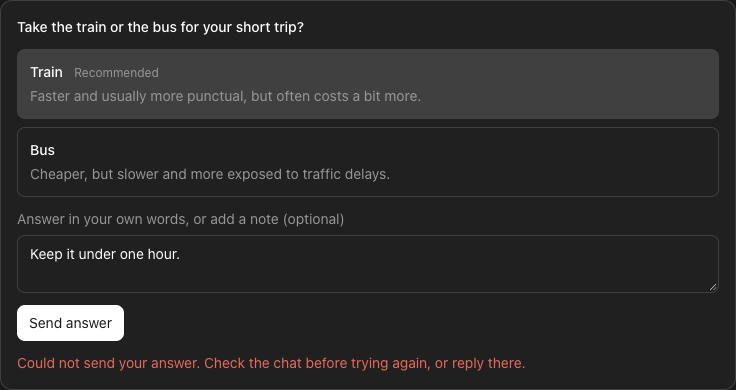 Take the train or the bus for your short trip?
Train Recommended
Faster and usually more punctual, but often costs a bit more.
Bus
Cheaper, but slower and more exposed to traffic delays.
Answer in your own words, or add a note (optional)
Keep it under one hour.
Send answer
Could not send your answer. Check the chat before trying again, or reply there.